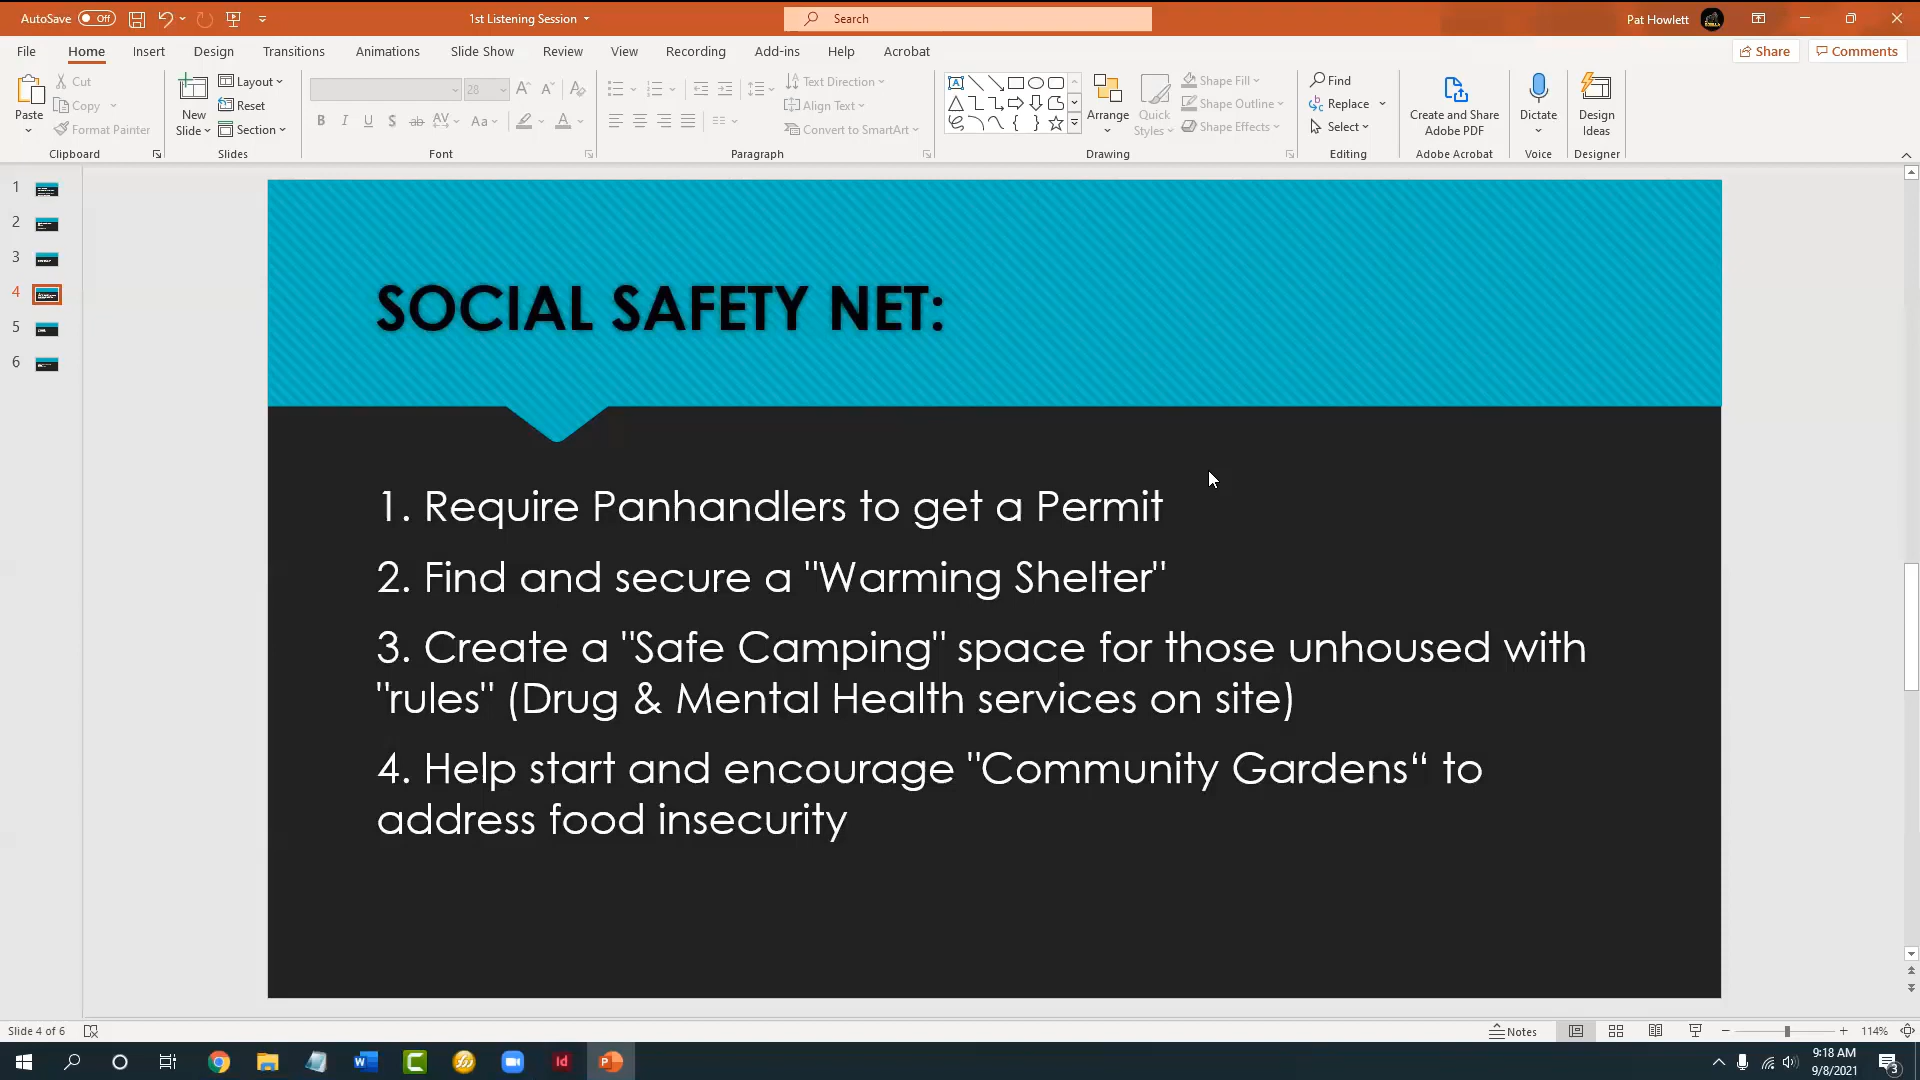 AutoSave Off 1st Listening Session Search Pat Howlett
File Home Insert Design Transitions Animations Slide Show Review View Recording Add-ins Help Acrobat Share Comments
Paste Cut Copy Format Painter Clipboard
New Slide Layout Reset Section Slides
28 B I U S ab AV Aa A Font
Text Direction Align Text Convert to SmartArt Paragraph
Arrange Quick Styles Shape Fill Shape Outline Shape Effects Drawing
Find Replace Select Editing
Create and Share Adobe PDF Adobe Acrobat
Dictate Voice
Design Ideas Designer
1
2
3
4
5
6
SOCIAL SAFETY NET:
1. Require Panhandlers to get a Permit
2. Find and secure a "Warming Shelter"
3. Create a "Safe Camping" space for those unhoused with
"rules" (Drug & Mental Health services on site)
4. Help start and encourage "Community Gardens“ to
address food insecurity
Slide 4 of 6 Notes 114%
9:18 AM
9/8/2021
3